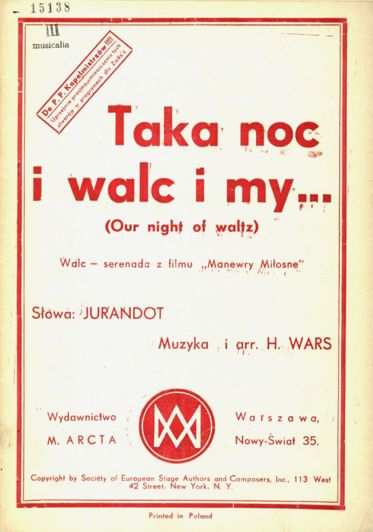 15138
III
musicalia
Do P. P. Kapelmistrzów !!!!
Taka noc
i walc i my...
(Our night of waltz)
Walc — serenada z filmu „Manewry Miłosne"
Słowa: JURANDOT
Muzyka i arr. H. WARS
Wydawnictwo
M. ARCTA
Warszawa,
Nowy-Świat 35.
Copyright by Society of European Stage Authors and Composers, Inc., 113 West
42 Street, New York. N. Y.
Printed in Poland